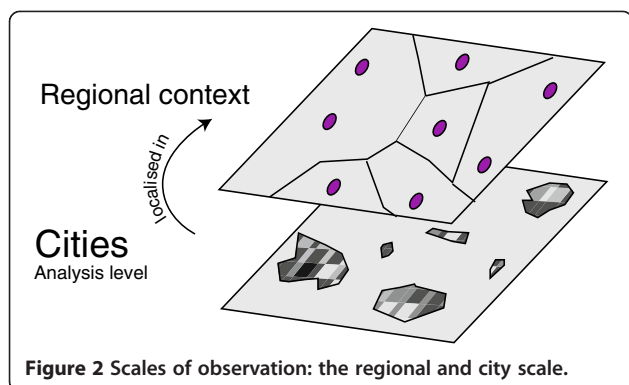 Regional context
localised in
Cities
Analysis level
Figure 2 Scales of observation: the regional and city scale.